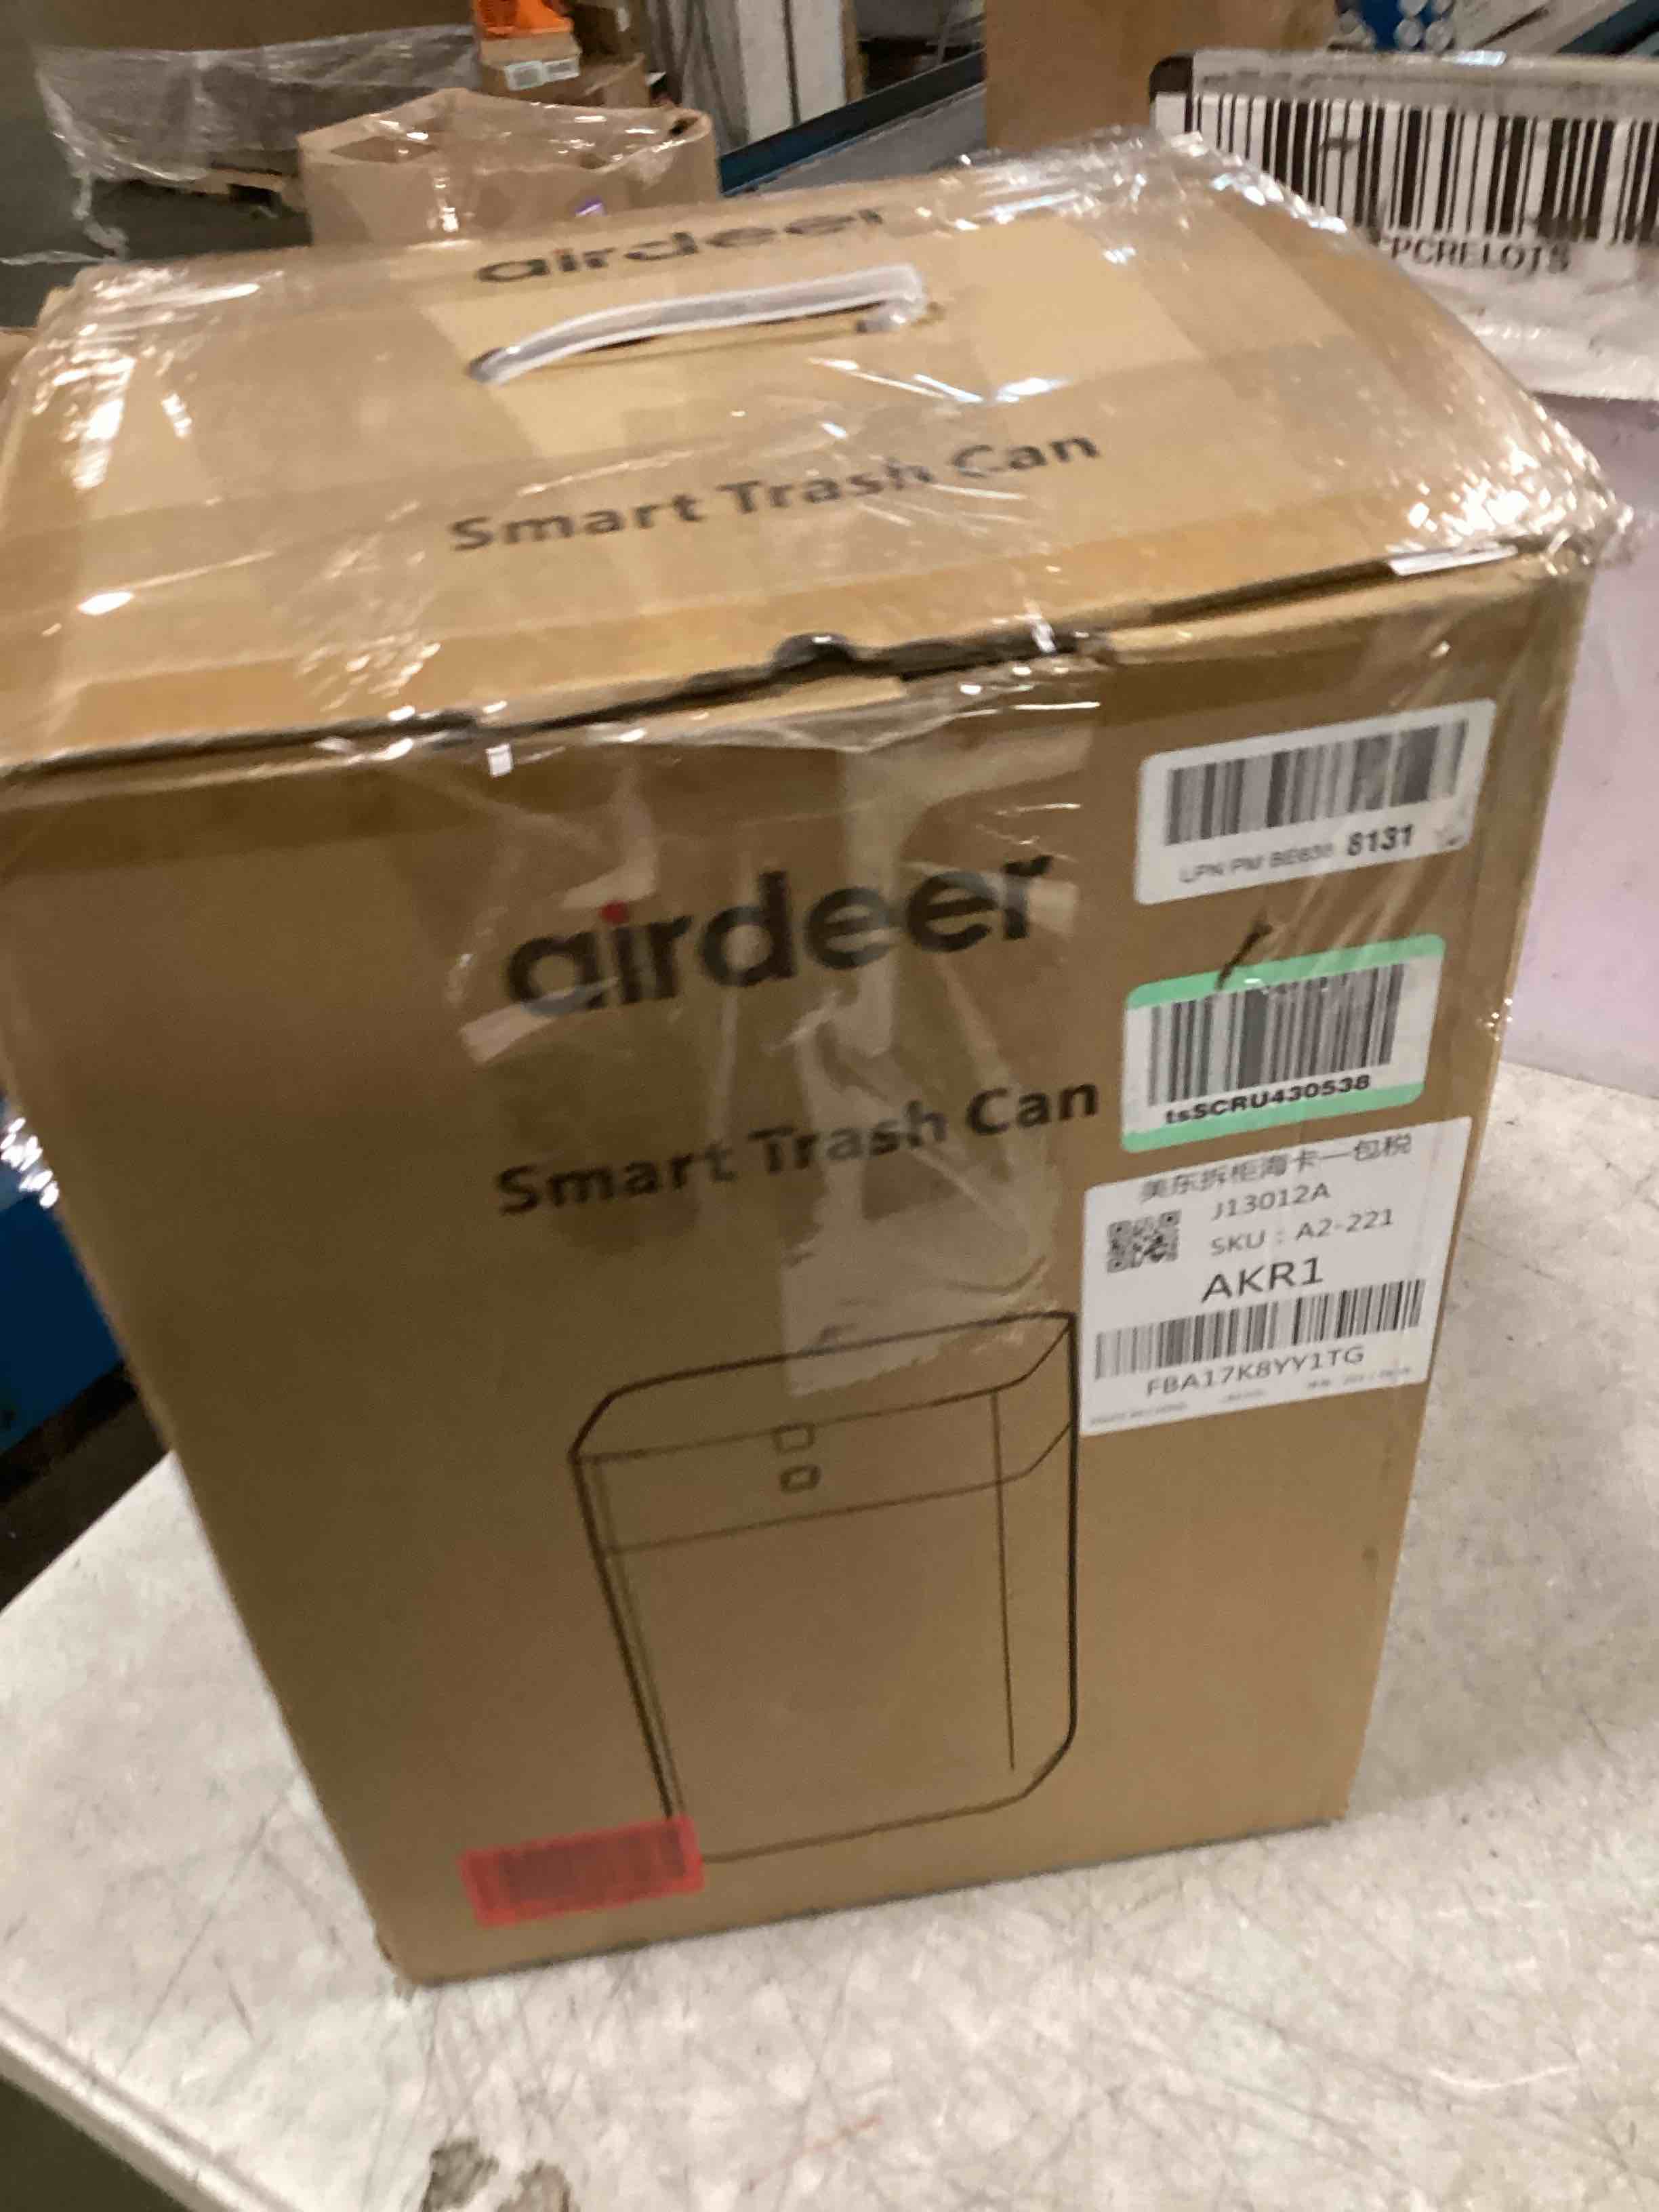 PCRELOTS
airdeer
Smart Trash Can
8131
airdeer
Smart Trash Can
tsSCRU430538
美东拆柜海卡—包税
J13012A
SKU : A2-221
AKR1
FBA17K8YY1TG